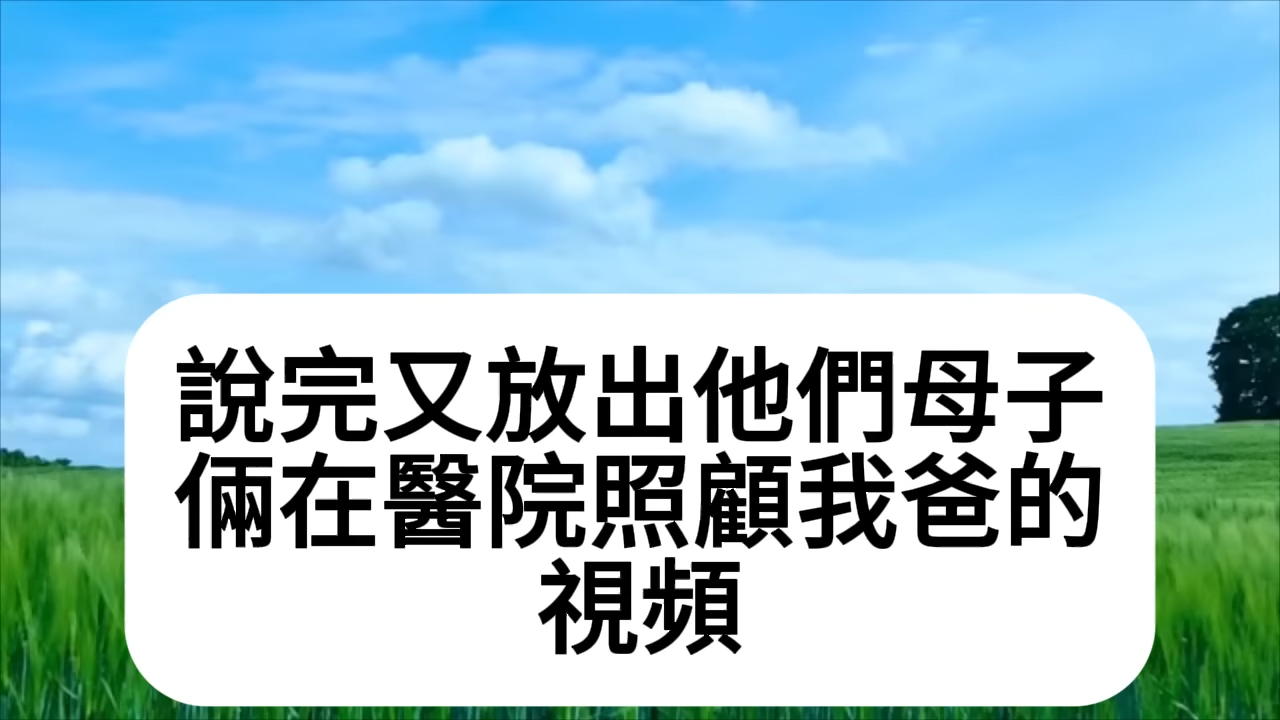 說完又放出他們母子
倆在醫院照顧我爸的
視頻